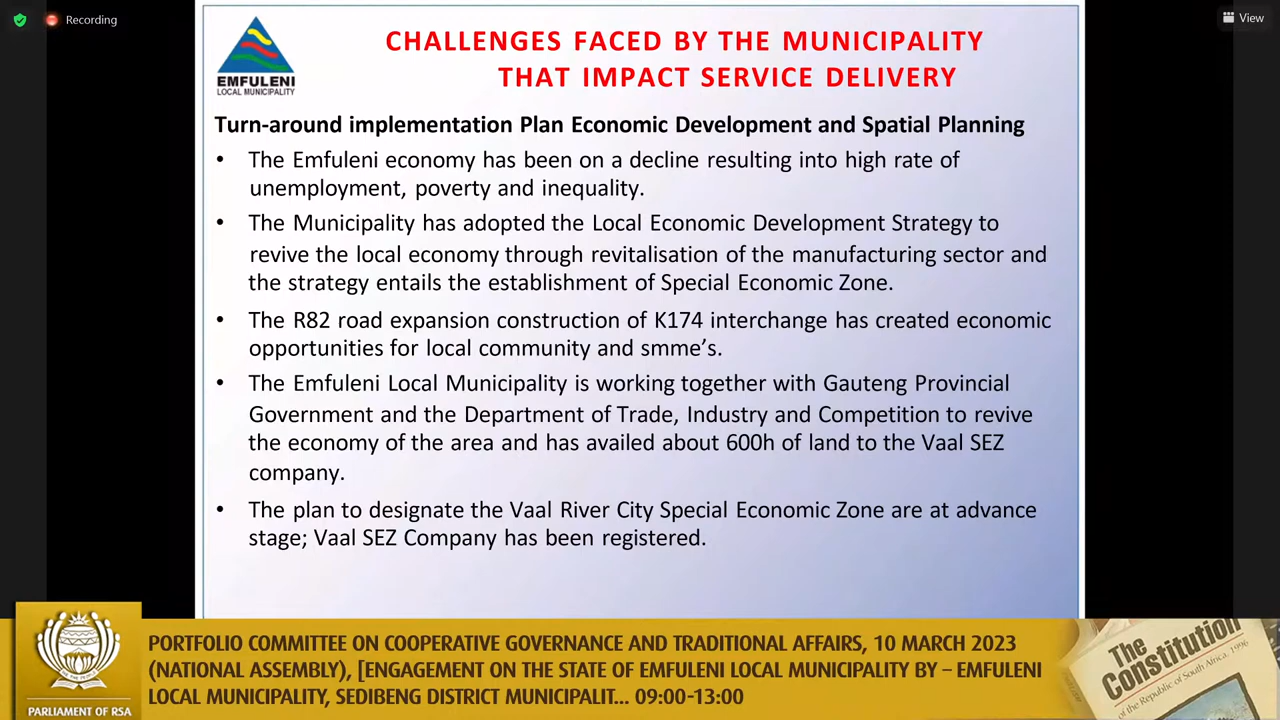 Recording
View
EMFULENI
LOCAL MUNICIPALITY
CHALLENGES FACED BY THE MUNICIPALITY
THAT IMPACT SERVICE DELIVERY
Turn-around implementation Plan Economic Development and Spatial Planning
• The Emfuleni economy has been on a decline resulting into high rate of
unemployment, poverty and inequality.
• The Municipality has adopted the Local Economic Development Strategy to
revive the local economy through revitalisation of the manufacturing sector and
the strategy entails the establishment of Special Economic Zone.
• The R82 road expansion construction of K174 interchange has created economic
opportunities for local community and smme's.
• The Emfuleni Local Municipality is working together with Gauteng Provincial
Government and the Department of Trade, Industry and Competition to revive
the economy of the area and has availed about 600h of land to the Vaal SEZ
company.
• The plan to designate the Vaal River City Special Economic Zone are at advance
stage; Vaal SEZ Company has been registered.
PARLIAMENT OF RSA
PORTFOLIO COMMITTEE ON COOPERATIVE GOVERNANCE AND TRADITIONAL AFFAIRS, 10 MARCH 2023
(NATIONAL ASSEMBLY), [ENGAGEMENT ON THE STATE OF EMFULENI LOCAL MUNICIPALITY BY – EMFULENI
LOCAL MUNICIPALITY, SEDIBENG DISTRICT MUNICIPALIT... 09:00-13:00
The
Constitution
of the Republic of South Africa, 1996